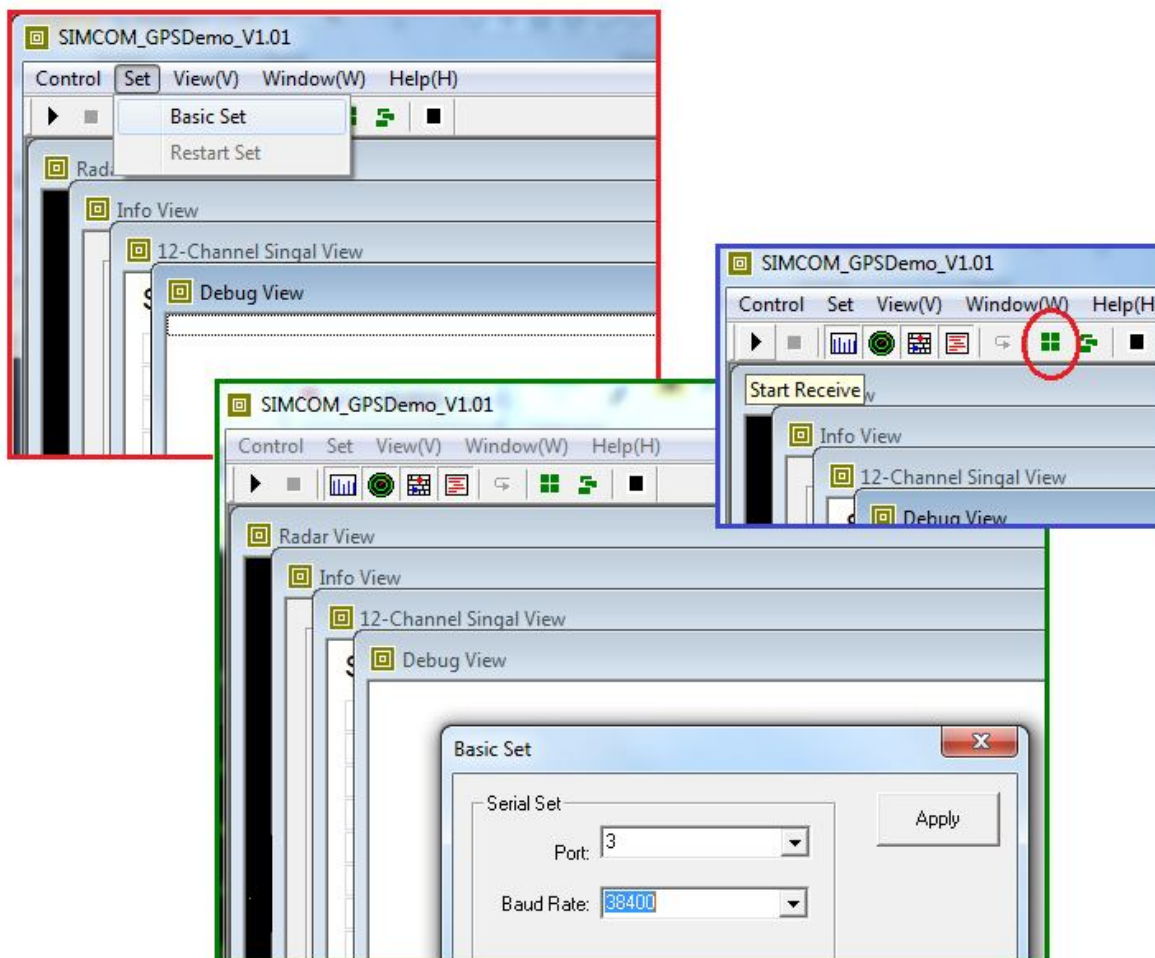 SIMCOM_GPSDemo_V1.01
Control Set View(V) Window(W) Help(H)
Basic Set
Restart Set
Info View
12-Channel Singal View
Debug View
SIMCOM_GPSDemo_V1.01
Control Set View(V) Window(W) Help(H
Start Receive
Info View
12-Channel Singal View
Debug View
SIMCOM_GPSDemo_V1.01
Control Set View(V) Window(W) Help(H)
Radar View
Info View
12-Channel Singal View
Debug View
Basic Set
Serial Set
Apply
Port: 3
Baud Rate: 38400